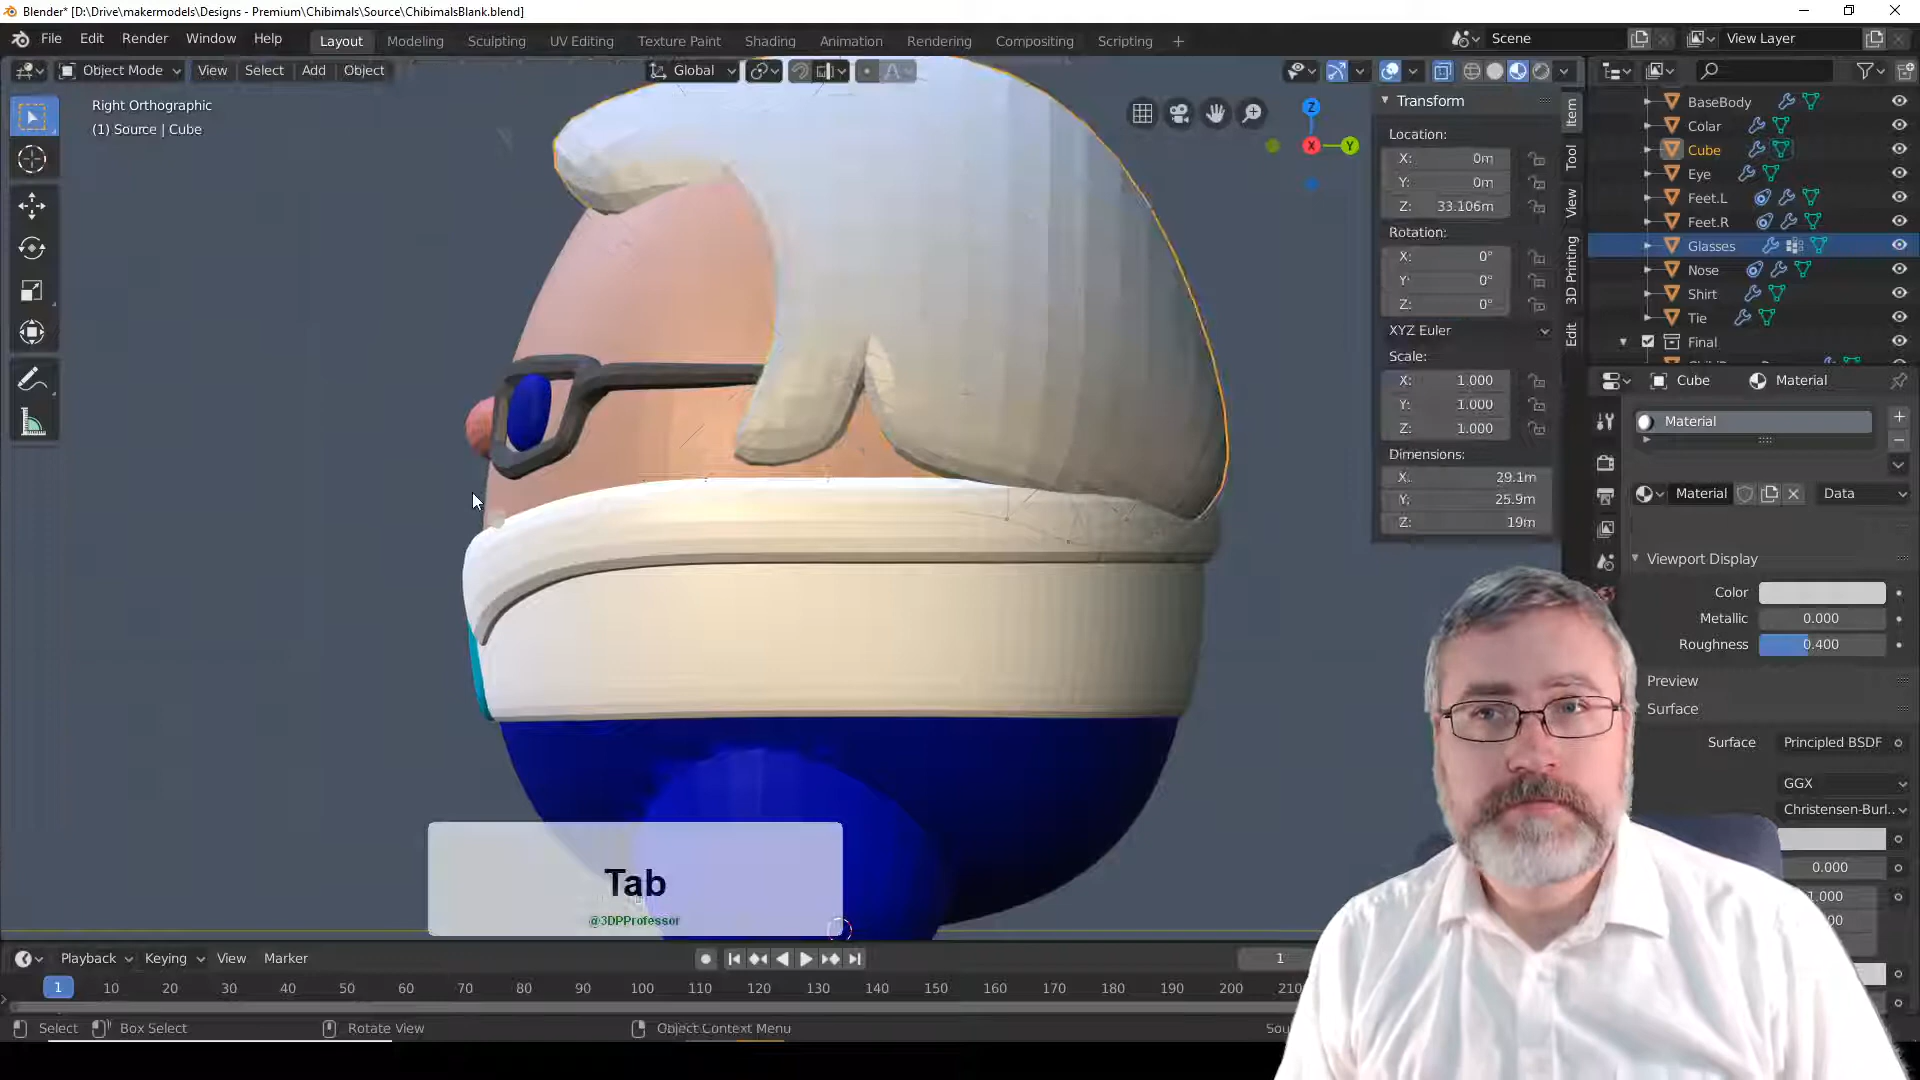 Blender* [D:\Drive\makermodels\Designs - Premium\Chibimals\Source\ChibimalsBlank.blend]
File Edit Render Window Help
Layout Modeling Sculpting UV Editing Texture Paint Shading Animation Rendering Compositing Scripting +
Scene
View Layer
Object Mode View Select Add Object
Global
Right Orthographic
(1) Source | Cube
Z
X
Y
Transform
Location:
X: 0m
Y: 0m
Z: 33.106m
Rotation:
X: 0°
Y: 0°
Z: 0°
XYZ Euler
Scale:
X: 1.000
Y: 1.000
Z: 1.000
Dimensions:
X: 29.1m
Y: 25.9m
Z: 19m
Item
Tool
View
3D Printing
Edit
BaseBody
Colar
Cube
Eye
Feet.L
Feet.R
Glasses
Nose
Shirt
Tie
Final
Cube Material
Material
Material Data
Viewport Display
Color
Metallic 0.000
Roughness 0.400
Preview
Surface
Surface Principled BSDF
GGX
Christensen-Burl..
0.000
1.000
Tab
@3DPProfessor
Playback Keying View Marker
1
1 10 20 30 40 50 60 70 80 90 100 110 120 130 140 150 160 170 180 190 200 210
Select Box Select Rotate View Object Context Menu